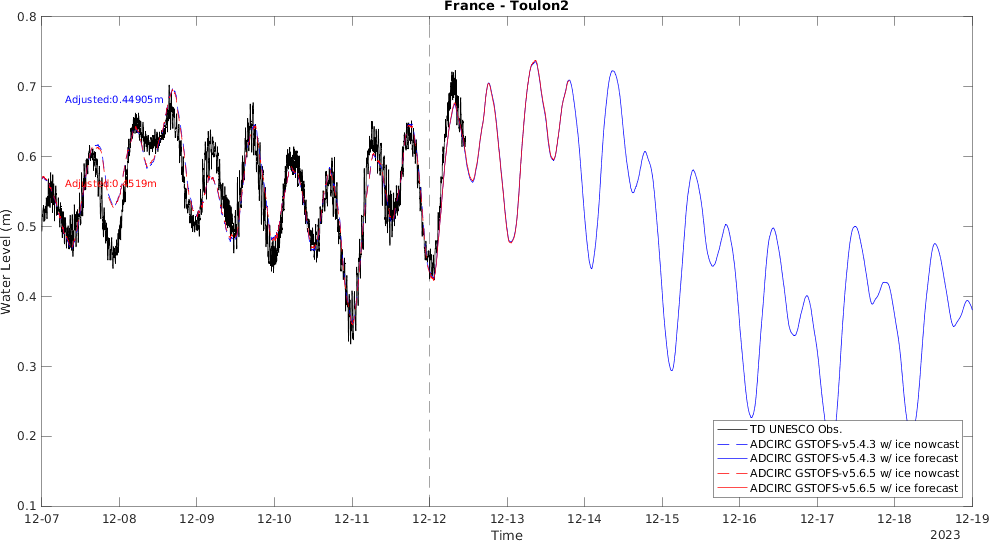 France - Toulon2
Water Level (m)
0.8
0.7
0.6
0.5
0.4
0.3
0.2
0.1
Adjusted:0.44905m
Adjusted:0.4519m
TD UNESCO Obs.
ADCIRC GSTOFS-v5.4.3 w/ ice nowcast
ADCIRC GSTOFS-v5.4.3 w/ ice forecast
ADCIRC GSTOFS-v5.6.5 w/ ice nowcast
ADCIRC GSTOFS-v5.6.5 w/ ice forecast
12-07 12-08 12-09 12-10 12-11 12-12 12-13 12-14 12-15 12-16 12-17 12-18 12-19
Time
2023